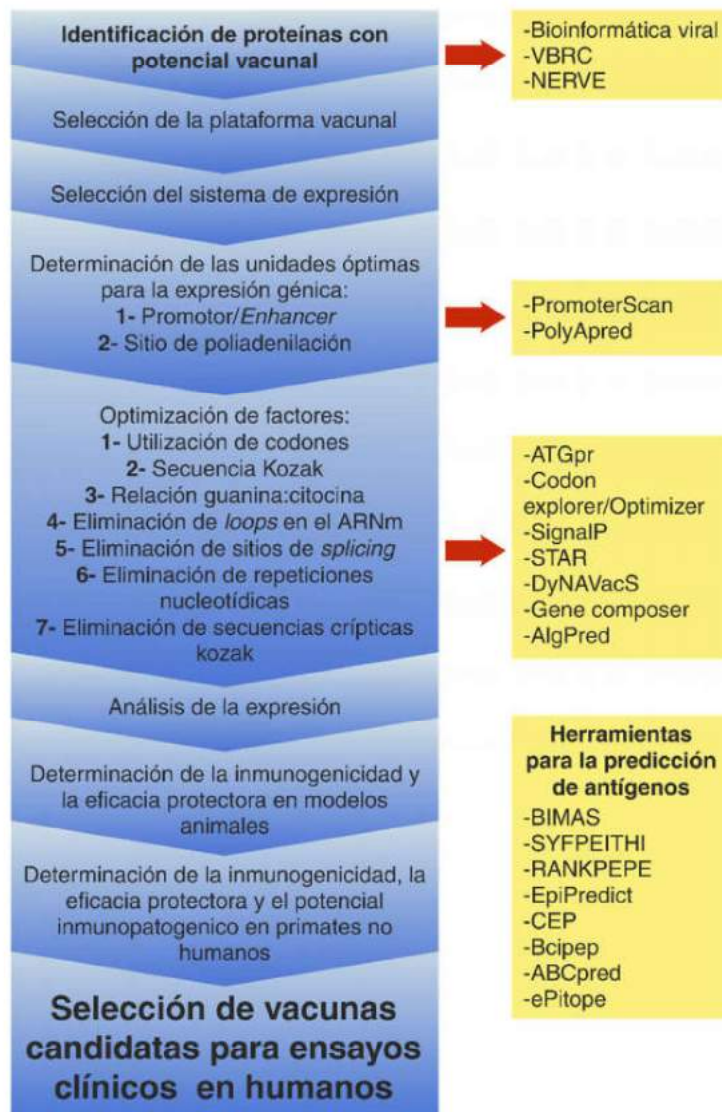 Identificación de proteínas con
potencial vacunal
-Bioinformática viral
-VBRC
-NERVE
Selección de la plataforma vacunal
Selección del sistema de expresión
Determinación de las unidades óptimas
para la expresión génica:
1- Promotor/Enhancer
2- Sitio de poliadenilación
-PromoterScan
-PolyApred
Optimización de factores:
1- Utilización de codones
2- Secuencia Kozak
3- Relación guanina:citocina
4- Eliminación de loops en el ARNm
5- Eliminación de sitios de splicing
6- Eliminación de repeticiones
nucleotídicas
7- Eliminación de secuencias crípticas
kozak
-ATGpr
-Codon
explorer/Optimizer
-SignalP
-STAR
-DyNAVacS
-Gene composer
-AlgPred
Análisis de la expresión
Determinación de la inmunogenicidad y
la eficacia protectora en modelos
animales
Determinación de la inmunogenicidad, la
eficacia protectora y el potencial
inmunopatogenico en primates no
humanos
Selección de vacunas
candidatas para ensayos
clínicos en humanos
Herramientas
para la predicción
de antígenos
-BIMAS
-SYFPEITHI
-RANKPEPE
-EpiPredict
-CEP
-Bcipep
-ABCpred
-ePitope